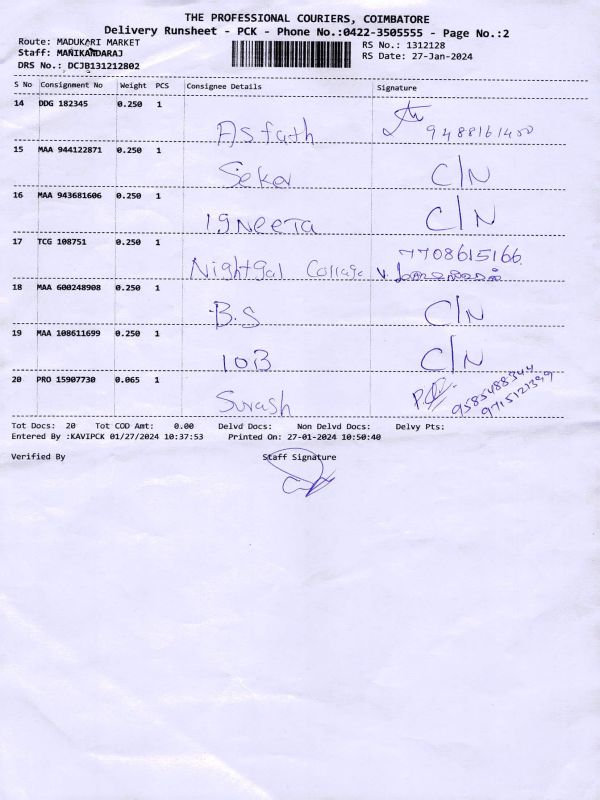 THE PROFESSIONAL COURIERS, COIMBATORE
Delivery Runsheet - PCK - Phone No.:0422-3505555 - Page No.:2
Route: MADUKARI MARKET
Staff: MANIKANDARAJ
DRS No.: DCJB131212802
RS No.: 1312128
RS Date: 27-Jan-2024
S No Consignment No Weight PCS Consignee Details Signature
14 DDG 182345 0.250 1
Asfath 9488161400
15 MAA 944122871 0.250 1
Seker C/N
16 MAA 943681606 0.250 1
19NEETA C/N
17 TCG 108751 0.250 1
7708615166
Nightgal Collage V.
18 MAA 600248908 0.250 1
B.S C/N
19 MAA 108611699 0.250 1
10B C/N
20 PRO 15907730 0.065 1
Surash 9585488344
9715121399
Tot Docs: 20 Tot COD Amt: 0.00 Delvd Docs: Non Delvd Docs: Delvy Pts:
Entered By :KAVIPCK 01/27/2024 10:37:53 Printed On: 27-01-2024 10:50:40
Verified By Staff Signature